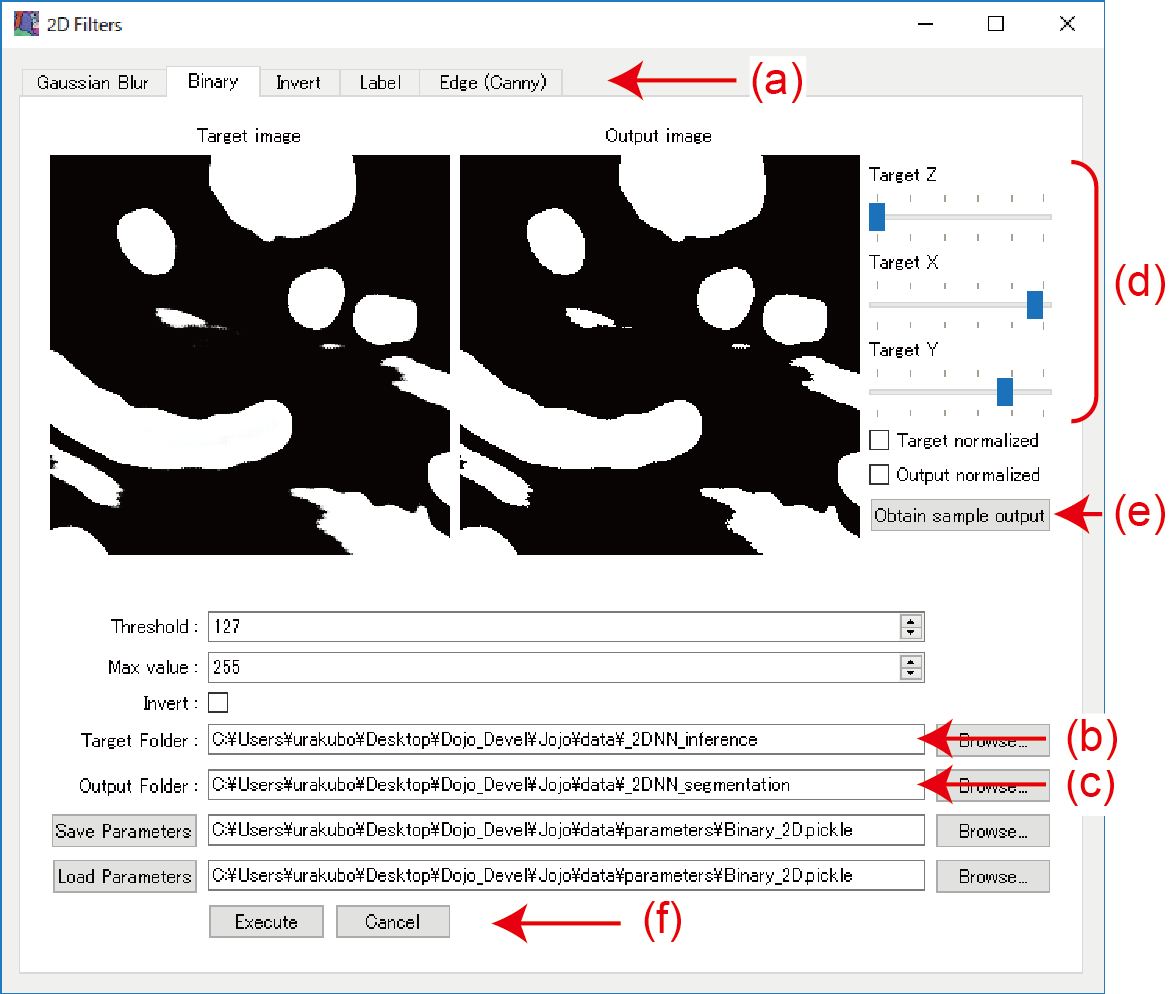 2D Filters
Gaussian Blur Binary Invert Label Edge (Canny) (a)
Target image Output image
Target Z
Target X
(d)
Target Y
Target normalized
Output normalized
Obtain sample output (e)
Threshold : 127
Max value : 255
Invert :
Target Folder : C:¥Users¥urakubo¥Desktop¥Dojo_Devel¥Jojo¥data¥_2DNN_inference Browse... (b)
Output Folder : C:¥Users¥urakubo¥Desktop¥Dojo_Devel¥Jojo¥data¥_2DNN_segmentation Browse... (c)
Save Parameters C:¥Users¥urakubo¥Desktop¥Dojo_Devel¥Jojo¥data¥parameters¥Binary_2D.pickle Browse...
Load Parameters C:¥Users¥urakubo¥Desktop¥Dojo_Devel¥Jojo¥data¥parameters¥Binary_2D.pickle Browse...
Execute Cancel (f)